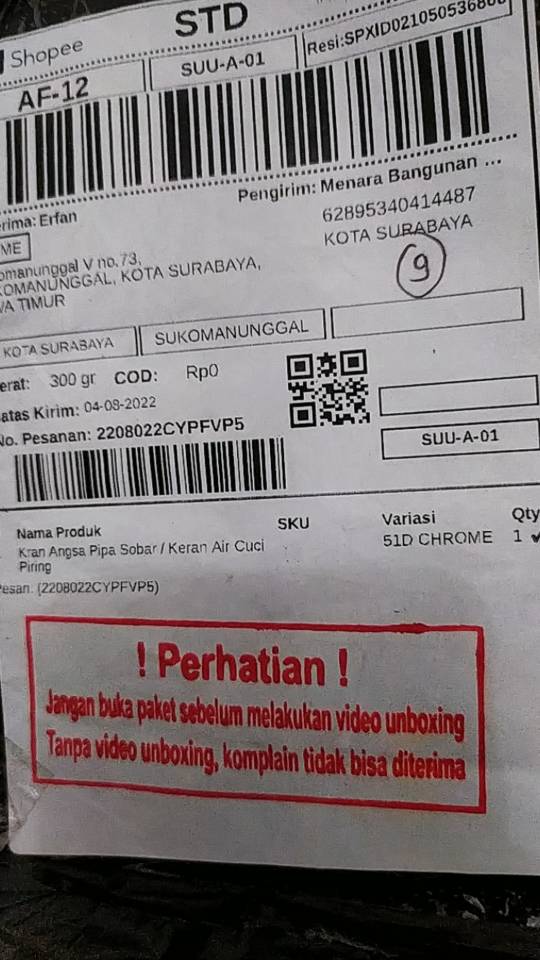 Shopee
STD
AF-12
SUU-A-01
Resi:SPXID021050536800
Pengirim: Menara Bangunan ...
62895340414487
KOTA SURABAYA
rima: Erfan
ME
omanunggal V no.73,
KOMANUNGGAL, KOTA SURABAYA,
VA TIMUR
9
KOTA SURABAYA
SUKOMANUNGGAL
erat: 300 gr COD: Rp0
atas Kirim: 04-08-2022
No. Pesanan: 2208022CYPFVP5
SUU-A-01
Nama Produk SKU Variasi Qty
Kran Angsa Pipa Sobar / Keran Air Cuci 51D CHROME 1
Piring
esan: (2208022CYPFVP5)
! Perhatian !
Jangan buka paket sebelum melakukan video unboxing
Tanpa video unboxing, komplain tidak bisa diterima